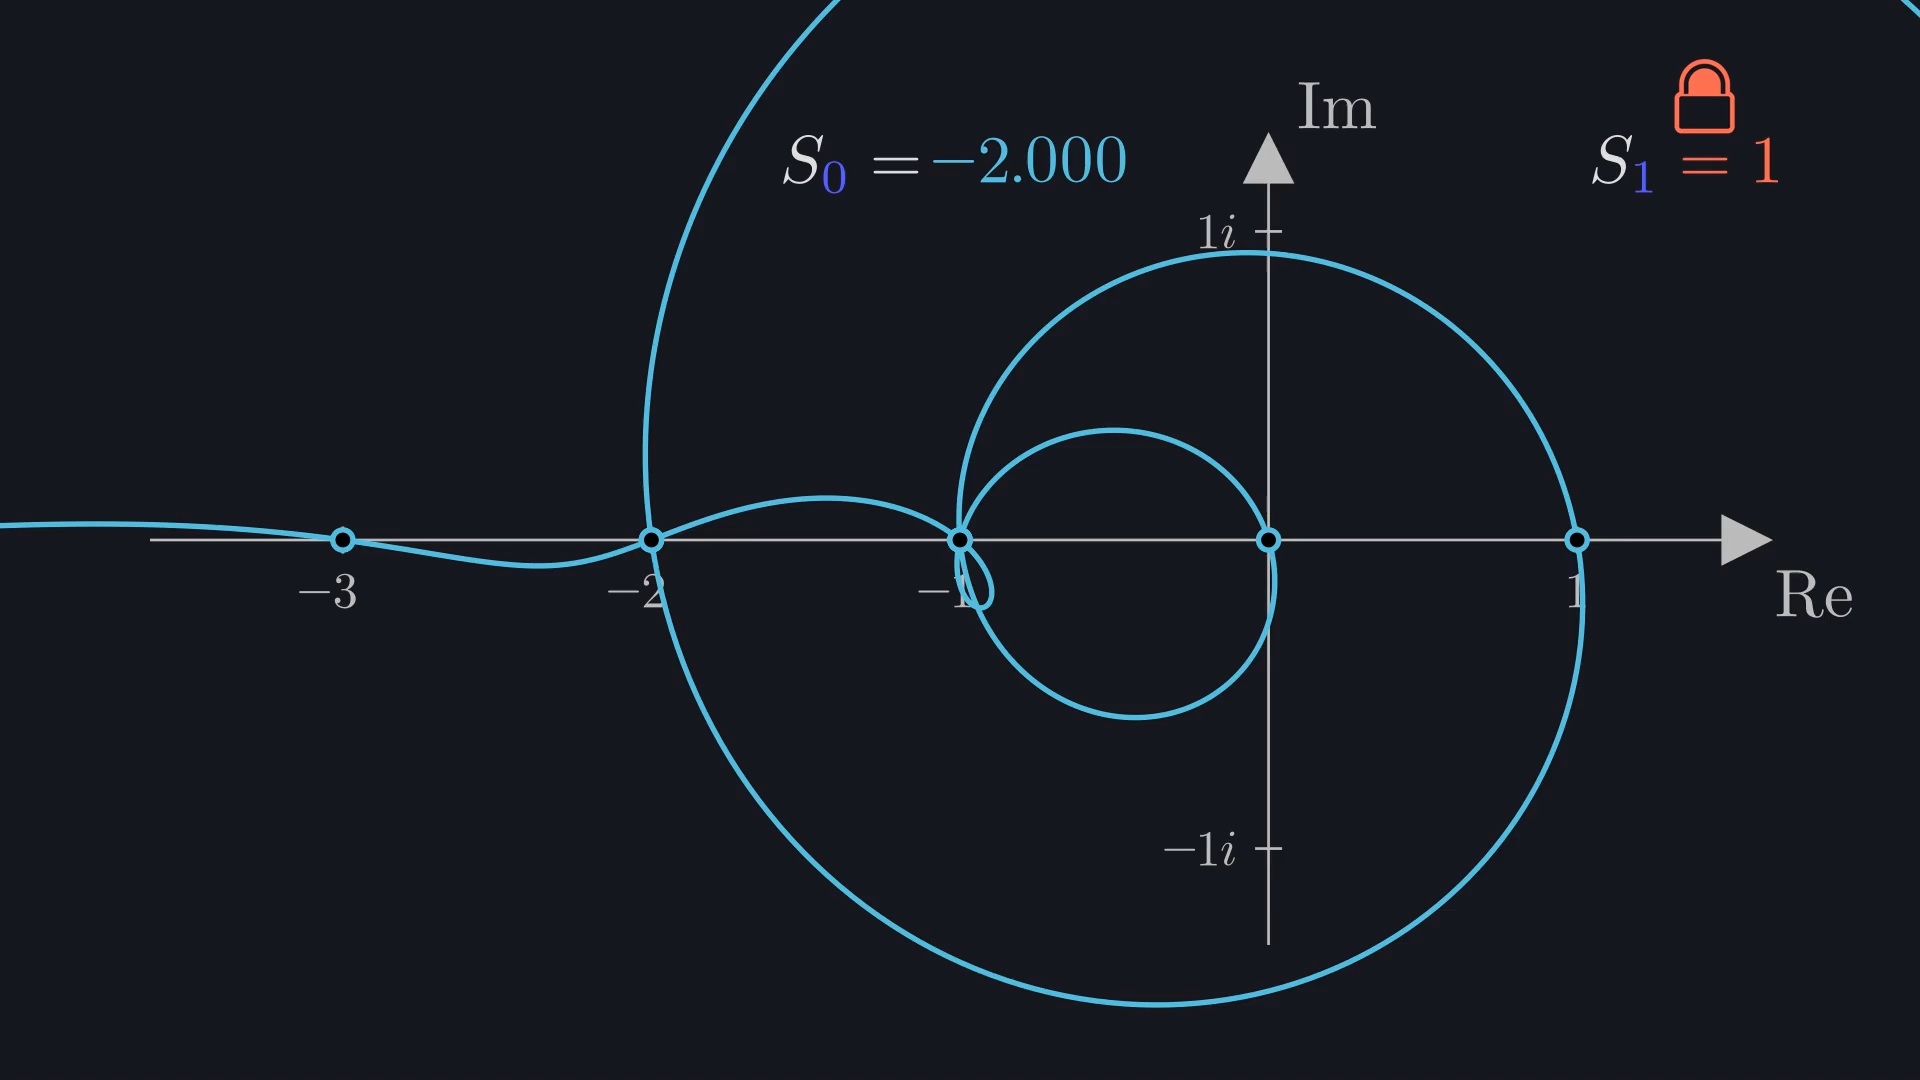 Im
S₀ = −2.000
S₁ = 1
1i
−3
−2
−1
1
Re
−1i